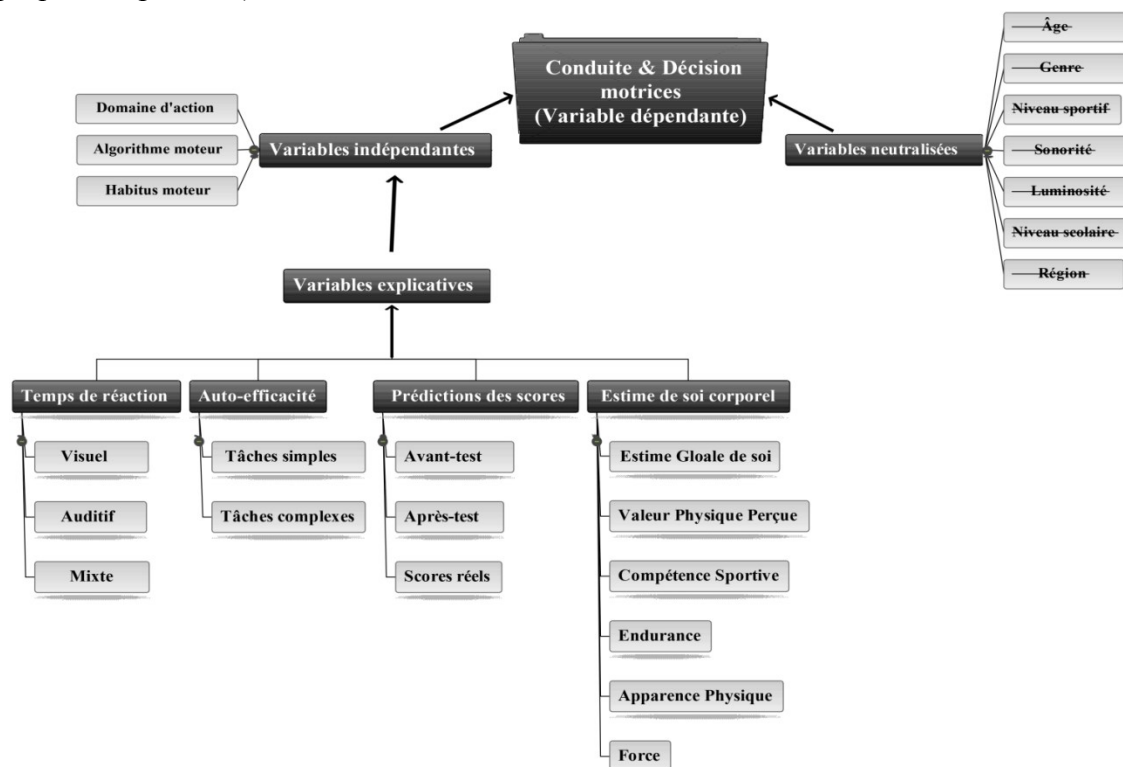 Conduite & Décision
motrices
(Variable dépendante)
Domaine d'action
Algorithme moteur
Habitus moteur
Variables indépendantes
Variables neutralisées
Âge
Genre
Niveau sportif
Sonorité
Luminosité
Niveau scolaire
Région
Variables explicatives
Temps de réaction
Visuel
Auditif
Mixte
Auto-efficacité
Tâches simples
Tâches complexes
Prédictions des scores
Avant-test
Après-test
Scores réels
Estime de soi corporel
Estime Gloale de soi
Valeur Physique Perçue
Compétence Sportive
Endurance
Apparence Physique
Force